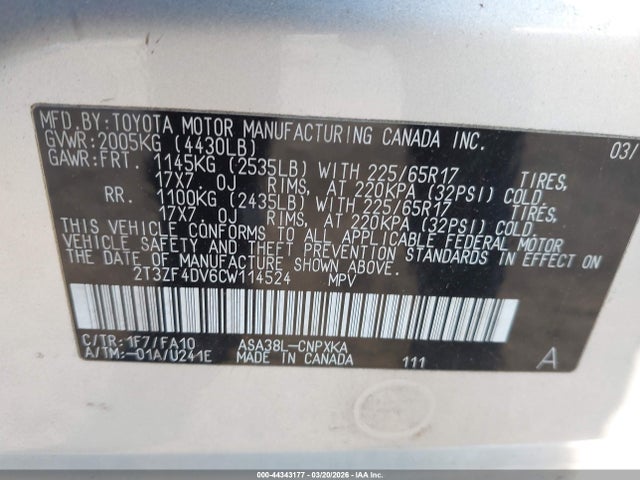 MFD.BY:TOYOTA MOTOR MANUFACTURING CANADA INC. 03/
GVWR:2005KG (4430LB)
GAWR:FRT. 1145KG (2535LB) WITH 225/65R17 TIRES,
17X7.0J RIMS, AT 220KPA (32PSI) COLD.
RR. 1100KG (2435LB) WITH 225/65R17 TIRES,
17X7.0J RIMS, AT 220KPA (32PSI) COLD.
THIS VEHICLE CONFORMS TO ALL APPLICABLE FEDERAL MOTOR
VEHICLE SAFETY AND THEFT PREVENTION STANDARDS IN EFFECT ON
THE DATE OF MANUFACTURE SHOWN ABOVE.
2T3ZF4DV6CW114524 MPV
C/TR:1F7/FA10 ASA38L-CNPXKA
A/TM:-01A/U241E MADE IN CANADA 111 A
000-44343177 - 03/20/2026 - IAA Inc.